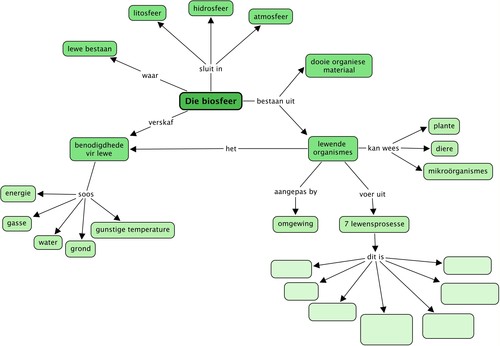 litosfeer
hidrosfeer
atmosfeer
lewe bestaan
sluit in
waar
dooie organiese
materiaal
Die biosfeer
bestaan uit
verskaf
plante
benodigdhede
vir lewe
het
lewende
organismes
kan wees
diere
mikroörganismes
energie
soos
aangepas by
voer uit
gasse
water
grond
gunstige temperature
omgewing
7 lewensprosesse
dit is